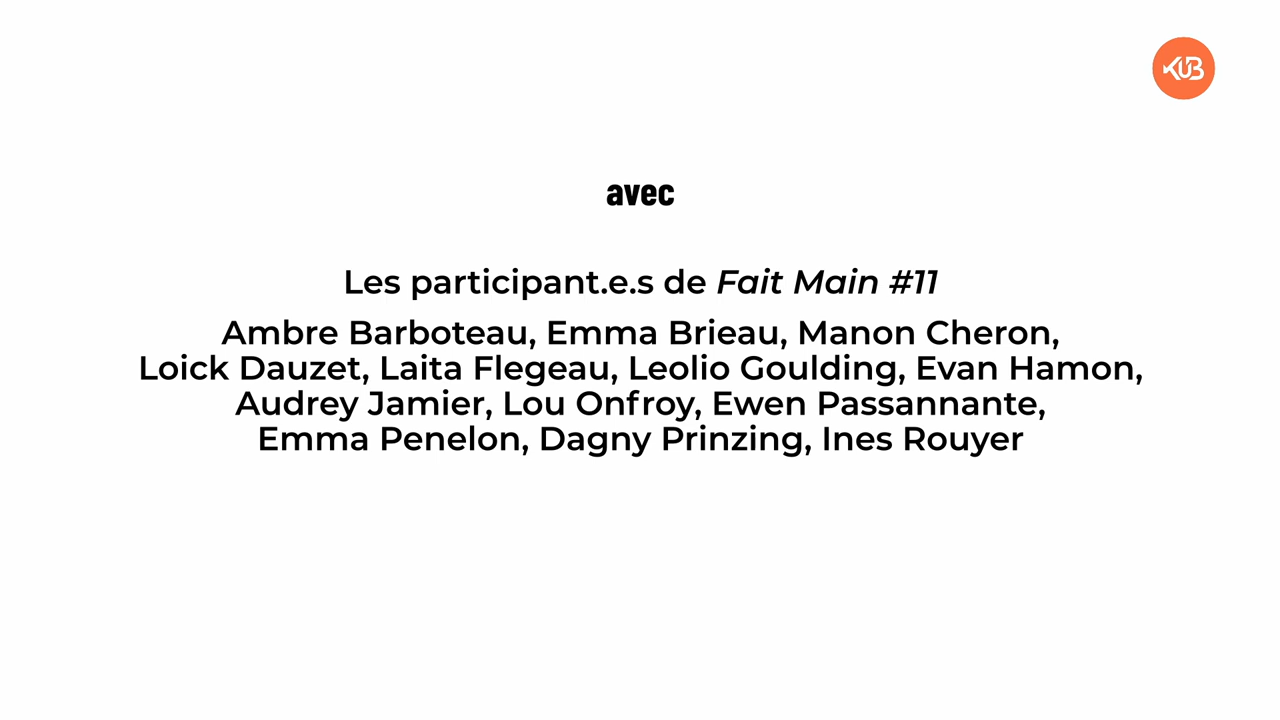 KUB
avec
Les participant.e.s de Fait Main #11
Ambre Barboteau, Emma Brieau, Manon Cheron,
Loick Dauzet, Laita Flegeau, Leolio Goulding, Evan Hamon,
Audrey Jamier, Lou Onfroy, Ewen Passannante,
Emma Penelon, Dagny Prinzing, Ines Rouyer